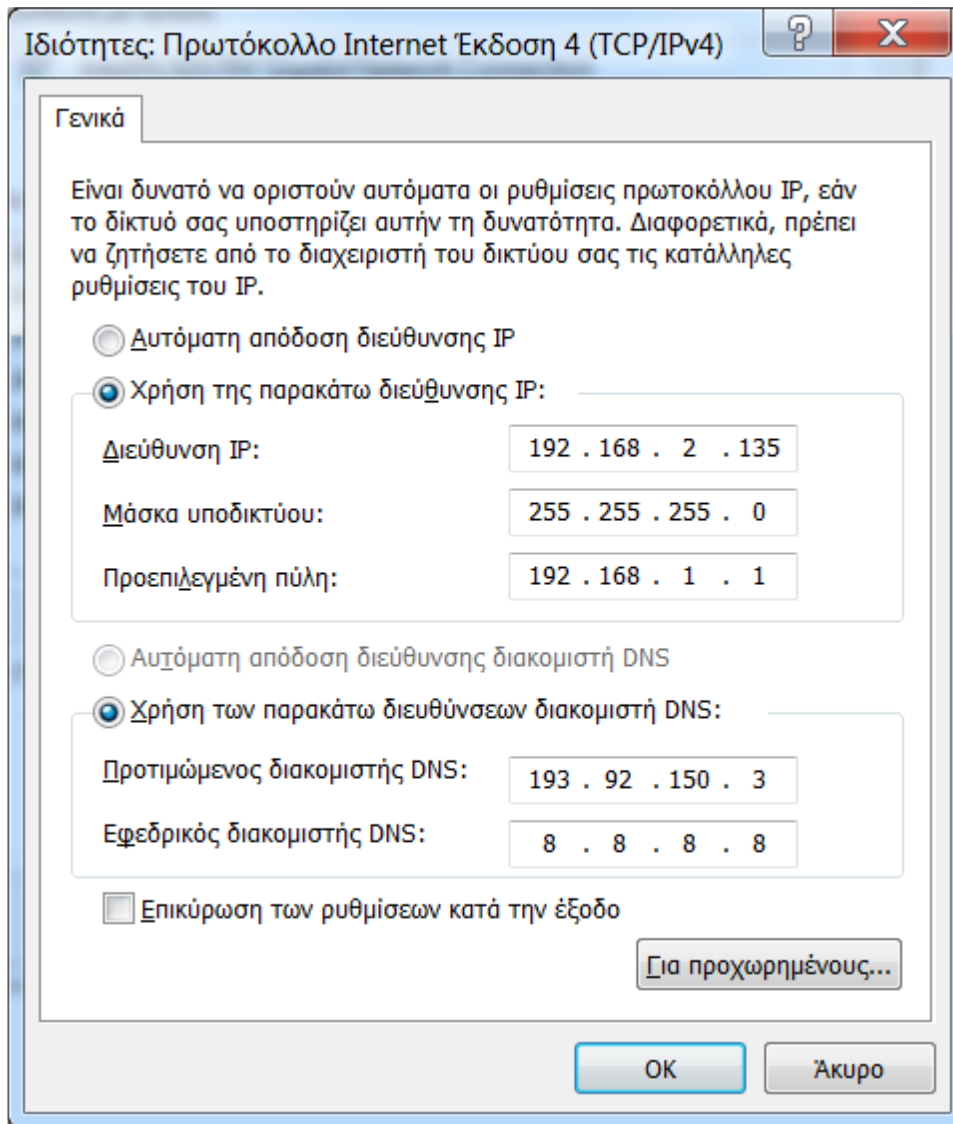 Ιδιότητες: Πρωτόκολλο Internet Έκδοση 4 (TCP/IPv4)
Γενικά
Είναι δυνατό να οριστούν αυτόματα οι ρυθμίσεις πρωτοκόλλου IP, εάν
το δίκτυό σας υποστηρίζει αυτήν τη δυνατότητα. Διαφορετικά, πρέπει
να ζητήσετε από το διαχειριστή του δικτύου σας τις κατάλληλες
ρυθμίσεις του IP.
Αυτόματη απόδοση διεύθυνσης IP
Χρήση της παρακάτω διεύθυνσης IP:
Διεύθυνση IP: 192 . 168 . 2 . 135
Μάσκα υποδικτύου: 255 . 255 . 255 . 0
Προεπιλεγμένη πύλη: 192 . 168 . 1 . 1
Αυτόματη απόδοση διεύθυνσης διακομιστή DNS
Χρήση των παρακάτω διευθύνσεων διακομιστή DNS:
Προτιμώμενος διακομιστής DNS: 193 . 92 . 150 . 3
Εφεδρικός διακομιστής DNS: 8 . 8 . 8 . 8
Επικύρωση των ρυθμίσεων κατά την έξοδο
Για προχωρημένους...
OK Άκυρο